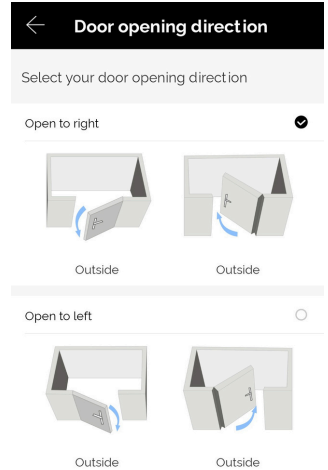 Door opening direction
Select your door opening direction
Open to right
Outside
Outside
Open to left
Outside
Outside